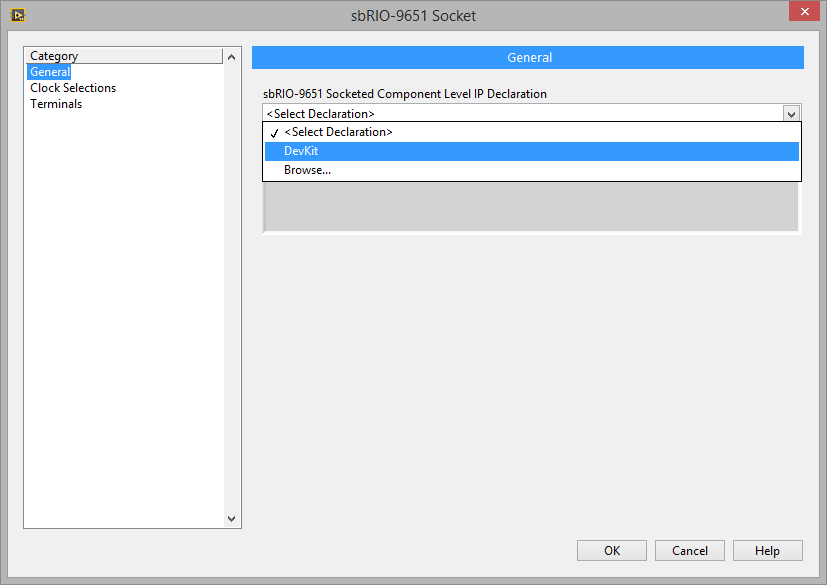 sbRIO-9651 Socket
Category
General
Clock Selections
Terminals
General
sbRIO-9651 Socketed Component Level IP Declaration
<Select Declaration>
✓ <Select Declaration>
DevKit
Browse...
OK Cancel Help